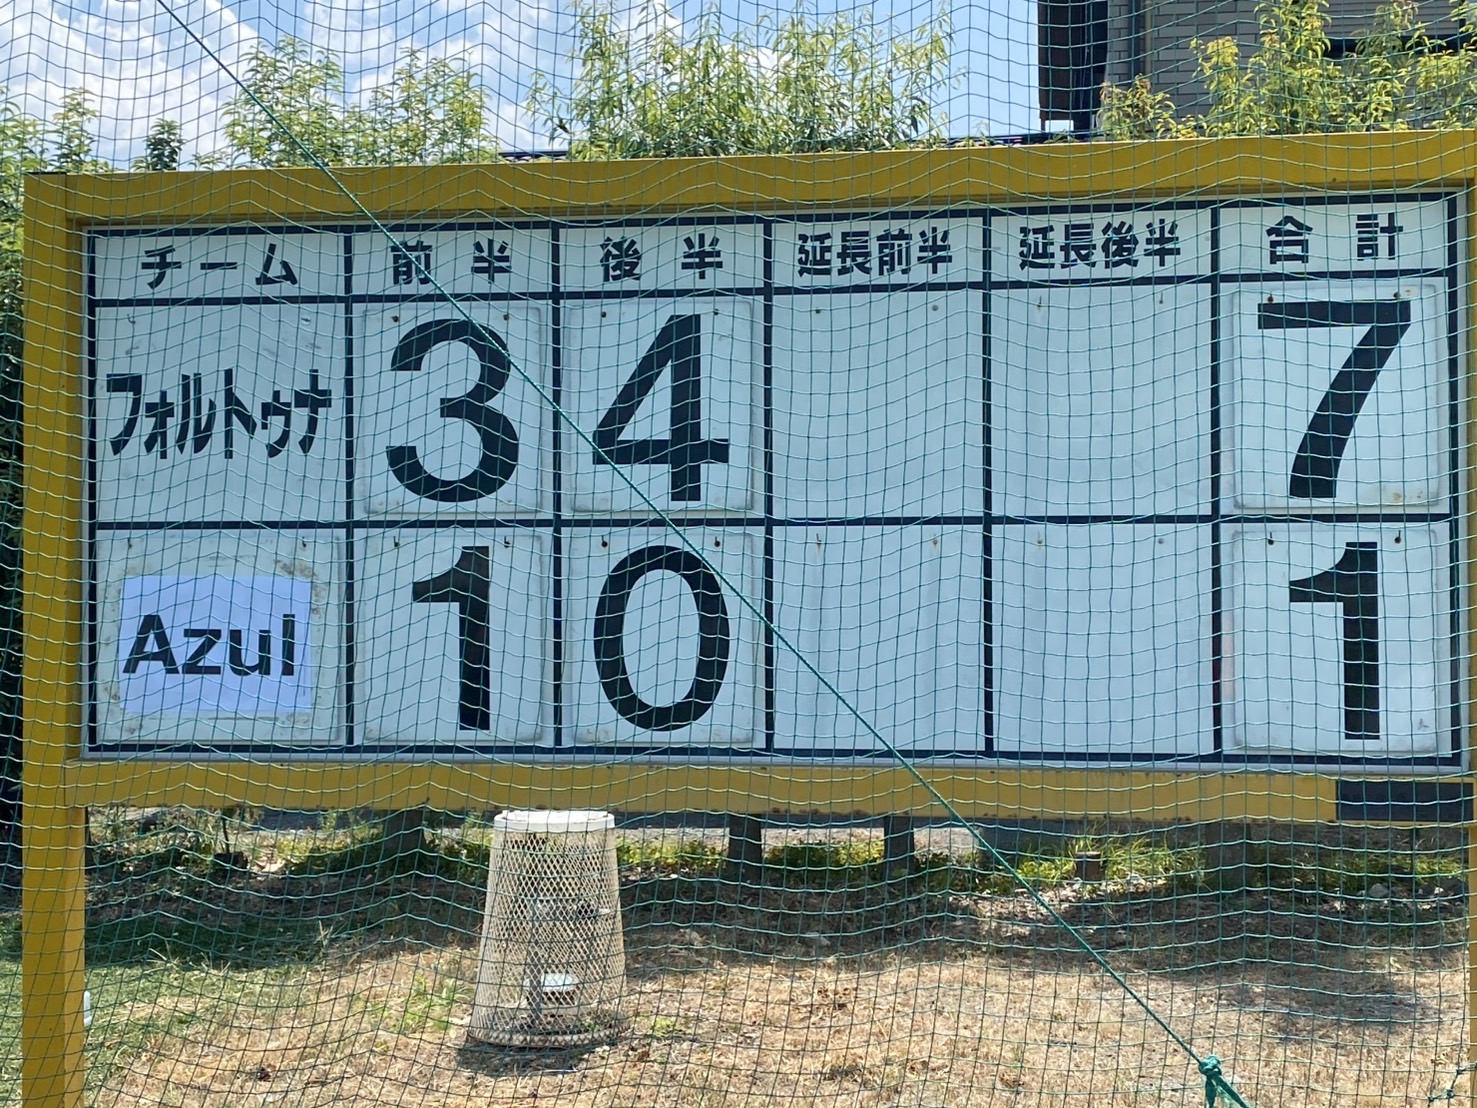 チーム 前半 後半 延長前半 延長後半 合計
フォルトゥナ 3 4 7
Azul 1 0 1